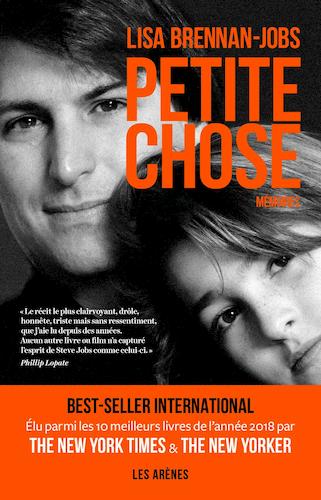 LISA BRENNAN-JOBS
PETITE
CHOSE
MÉMOIRES
« Le récit le plus clairvoyant, drôle,
honnête, triste mais sans ressentiment,
que j'aie lu depuis des années.
Aucun autre livre ou film n'a capturé
l'esprit de Steve Jobs comme celui-ci. »
Phillip Lopate
BEST-SELLER INTERNATIONAL
Élu parmi les 10 meilleurs livres de l'année 2018 par
THE NEW YORK TIMES & THE NEW YORKER
LES ARÈNES